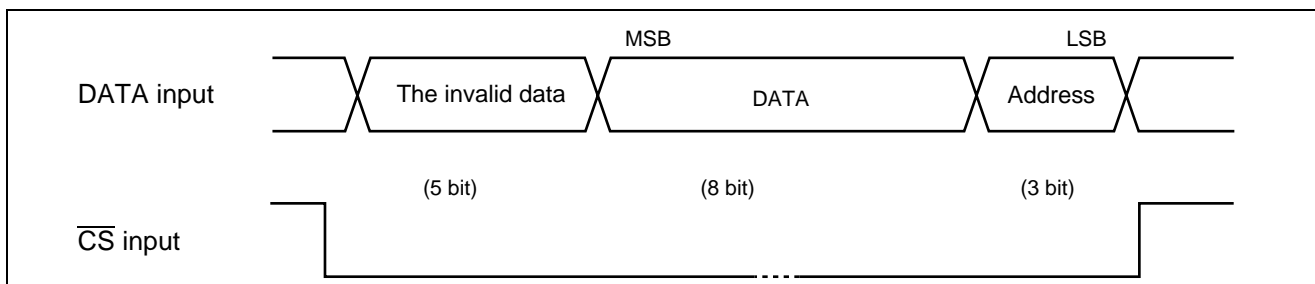 MSB LSB
DATA input The invalid data DATA Address
(5 bit) (8 bit) (3 bit)
CS input